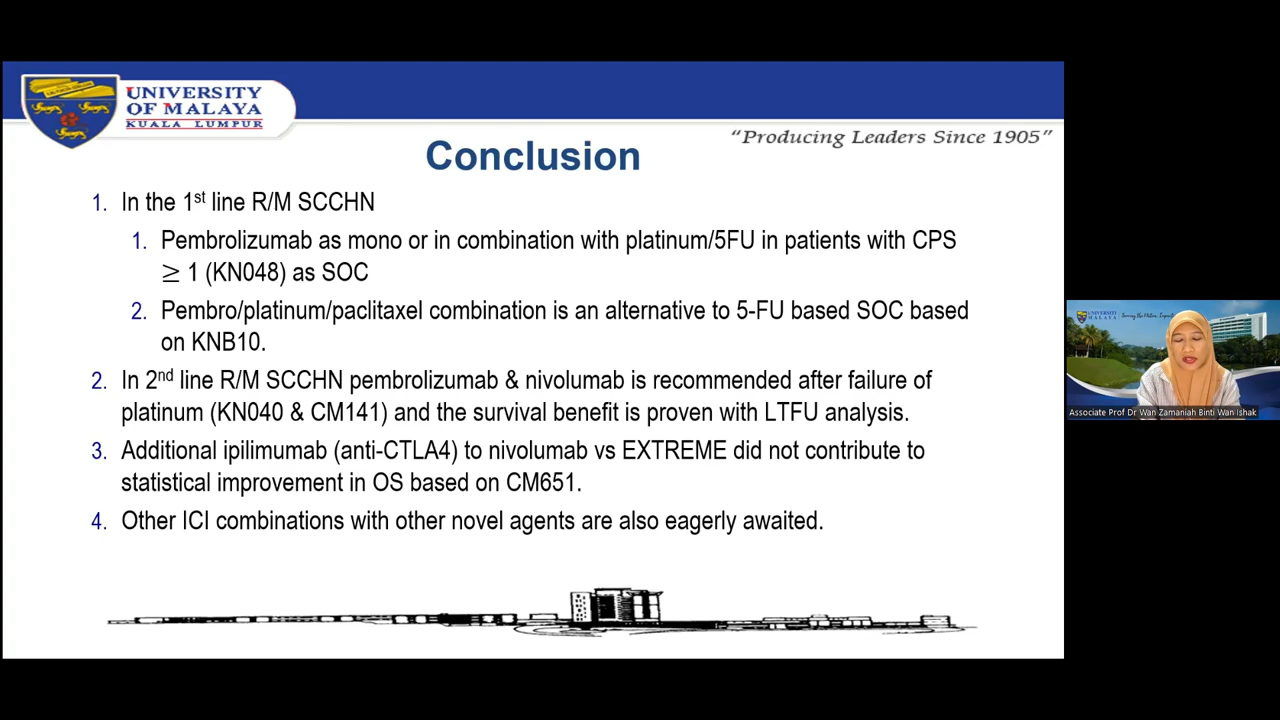 UNIVERSITY
OF MALAYA
KUALA LUMPUR
“Producing Leaders Since 1905”
Conclusion
1. In the 1st line R/M SCCHN
1. Pembrolizumab as mono or in combination with platinum/5FU in patients with CPS
≥ 1 (KN048) as SOC
2. Pembro/platinum/paclitaxel combination is an alternative to 5-FU based SOC based
on KNB10.
2. In 2nd line R/M SCCHN pembrolizumab & nivolumab is recommended after failure of
platinum (KN040 & CM141) and the survival benefit is proven with LTFU analysis.
3. Additional ipilimumab (anti-CTLA4) to nivolumab vs EXTREME did not contribute to
statistical improvement in OS based on CM651.
4. Other ICI combinations with other novel agents are also eagerly awaited.
UNIVERSITY
OF MALAYA
Associate Prof Dr Wan Zamaniah Binti Wan Ishak